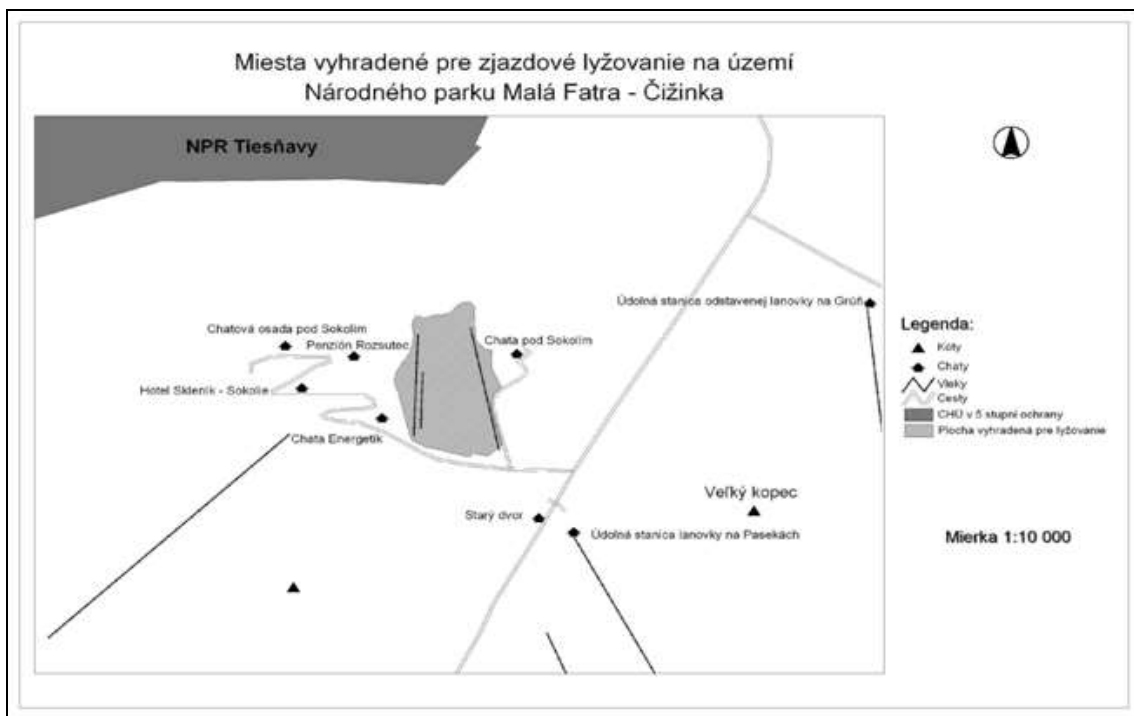 Miesta vyhradené pre zjazdové lyžovanie na území
Národného parku Malá Fatra - Čižinka
NPR Tiesňavy
Údolná stanica odstavenej lanovky na Grúň
Chatová osada pod Sokolím
Penzión Rozsutec
Chata pod Sokolím
Hotel Skleník - Sokolie
Chata Energetik
Starý dvor
Údolná stanica lanovky na Pasekách
Veľký kopec
Legenda:
Kóty
Chaty
Vleky
Cesty
CHÚ v 5 stupni ochrany
Plocha vyhradená pre lyžovanie
Mierka 1:10 000